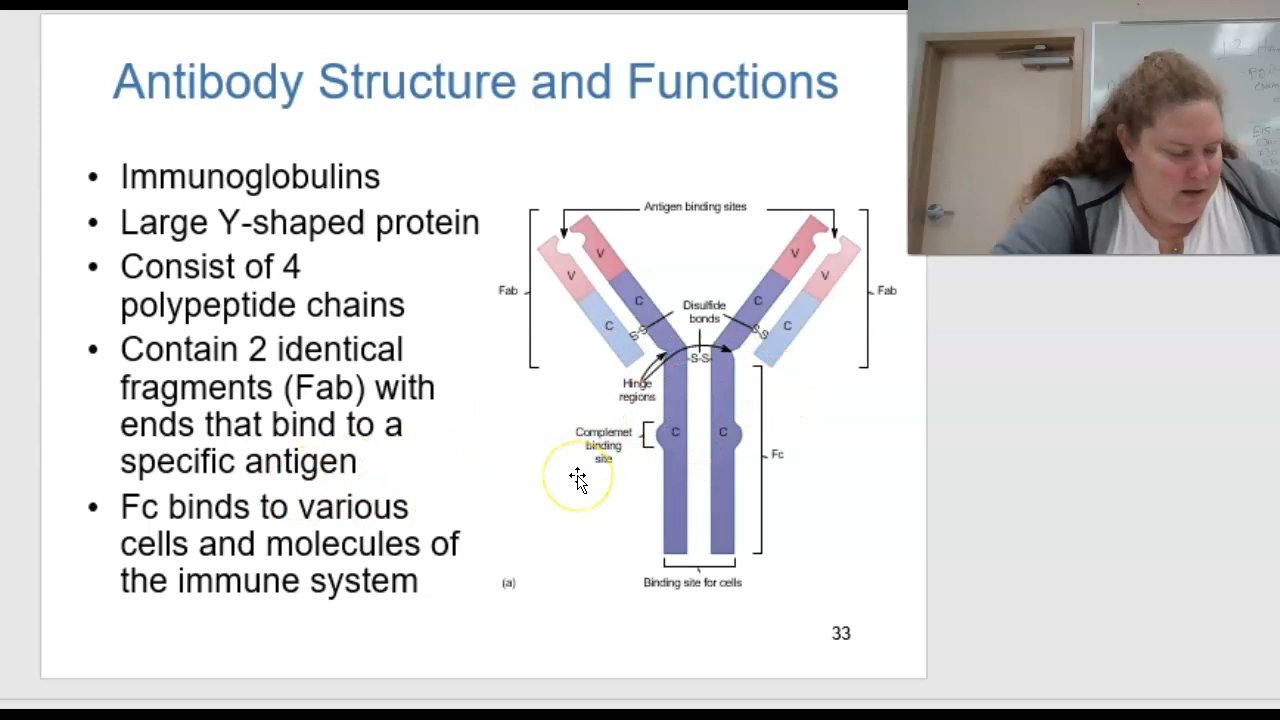 Antibody Structure and Functions
• Immunoglobulins
• Large Y-shaped protein
• Consist of 4
polypeptide chains
• Contain 2 identical
fragments (Fab) with
ends that bind to a
specific antigen
• Fc binds to various
cells and molecules of
the immune system
Antigen binding sites
V
V
V
V
Fab
Fab
C
C
C
C
Disulfide
bonds
S-S
S-S
-S-S-
Hinge
regions
Complemet
binding
site
C
C
Fc
Binding site for cells
(a)
33